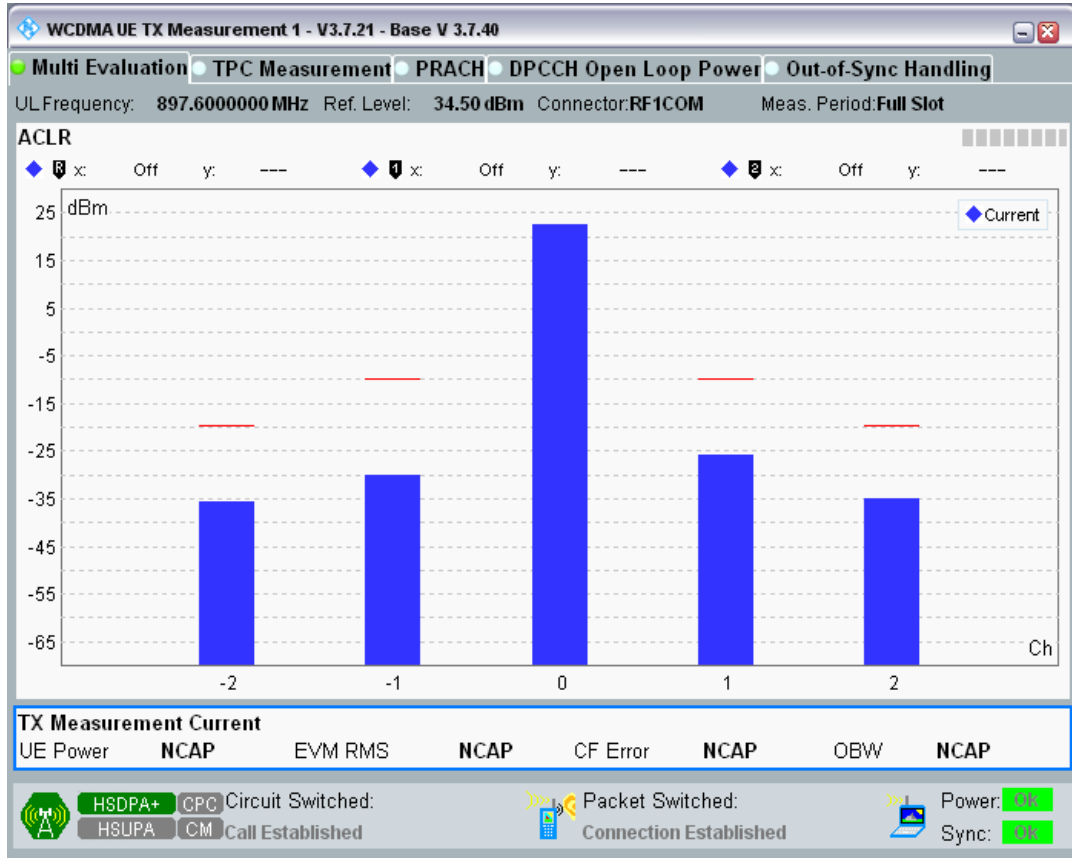 WCDMA UE TX Measurement 1 - V3.7.21 - Base V 3.7.40
Multi Evaluation TPC Measurement PRACH DPCCH Open Loop Power Out-of-Sync Handling
UL Frequency: 897.6000000 MHz Ref. Level: 34.50 dBm Connector:RF1COM Meas. Period:Full Slot
ACLR
R x: Off y: --- 1 x: Off y: --- 2 x: Off y: ---
dBm
Current
25
15
5
-5
-15
-25
-35
-45
-55
-65
Ch
-2 -1 0 1 2
TX Measurement Current
UE Power NCAP EVM RMS NCAP CF Error NCAP OBW NCAP
HSDPA+ CPC Circuit Switched: Packet Switched: Power: Ok
HSUPA CM Call Established Connection Established Sync: Ok